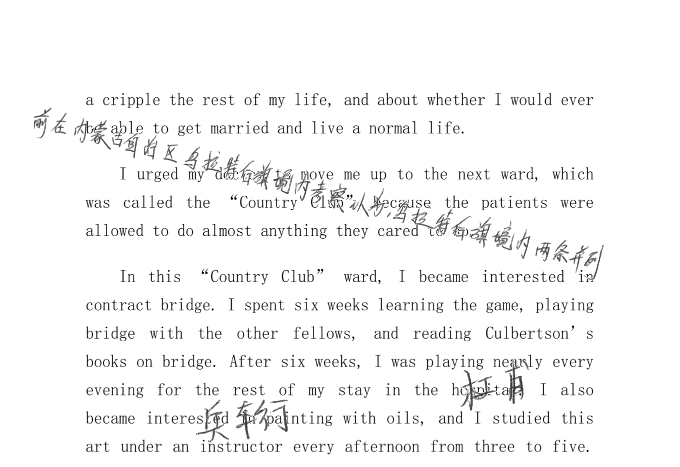 a cripple the rest of my life, and about whether I would ever
be able to get married and live a normal life.
前在内蒙古自治区乌拉特后旗境内考察认为,乌拉特后旗境内两条并列
I urged my doctor to move me up to the next ward, which
was called the “Country Club” because the patients were
allowed to do almost anything they cared to do.
In this “Country Club” ward, I became interested in
contract bridge. I spent six weeks learning the game, playing
bridge with the other fellows, and reading Culbertson’s
books on bridge. After six weeks, I was playing nearly every
evening for the rest of my stay in the hospital. I also
became interested in painting with oils, and I studied this
art under an instructor every afternoon from three to five.
车行